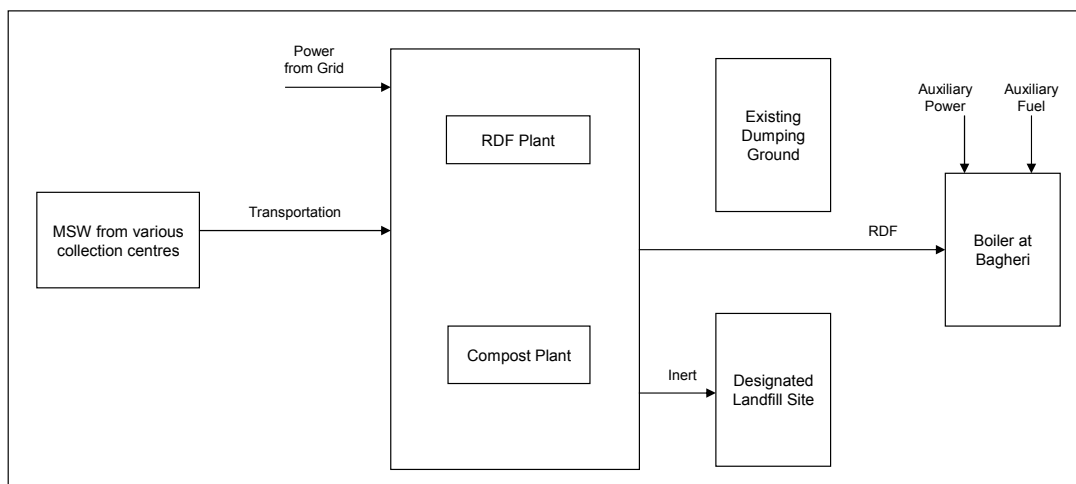 Power
from Grid
RDF Plant
Existing
Dumping
Ground
Auxiliary
Power
Auxiliary
Fuel
MSW from various
collection centres
Transportation
RDF
Boiler at
Bagheri
Compost Plant
Inert
Designated
Landfill Site